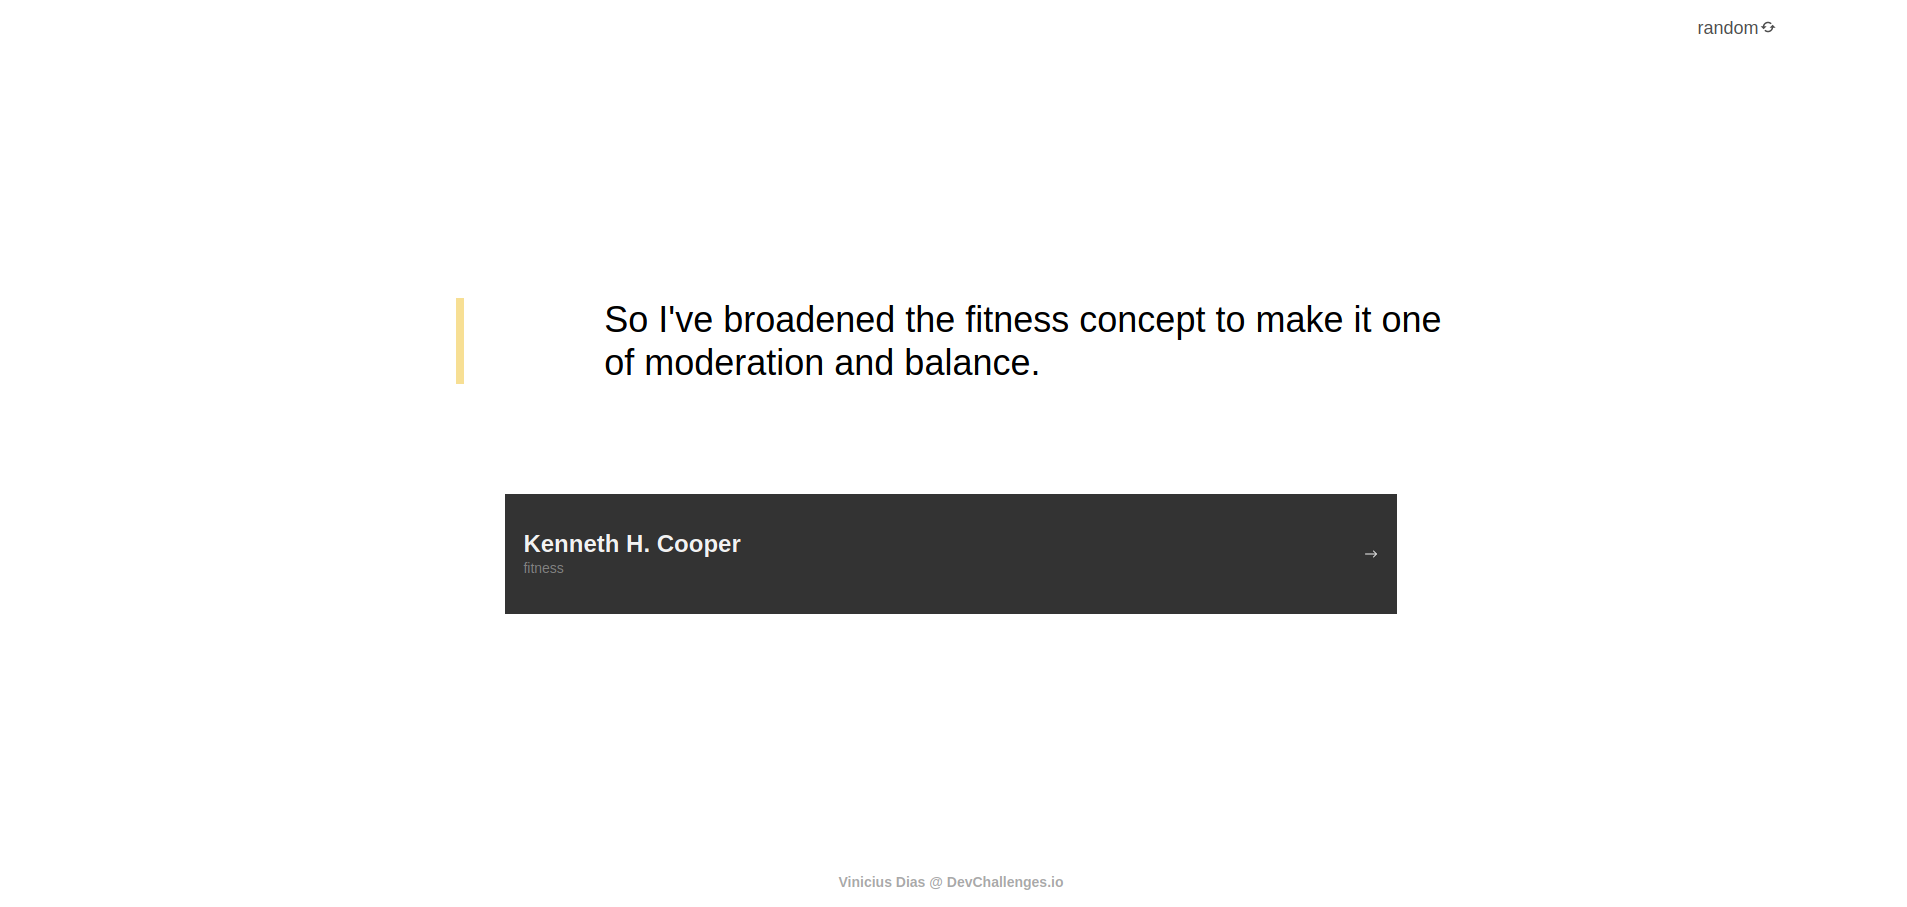 random
So I've broadened the fitness concept to make it one
of moderation and balance.
Kenneth H. Cooper
fitness
Vinicius Dias @ DevChallenges.io